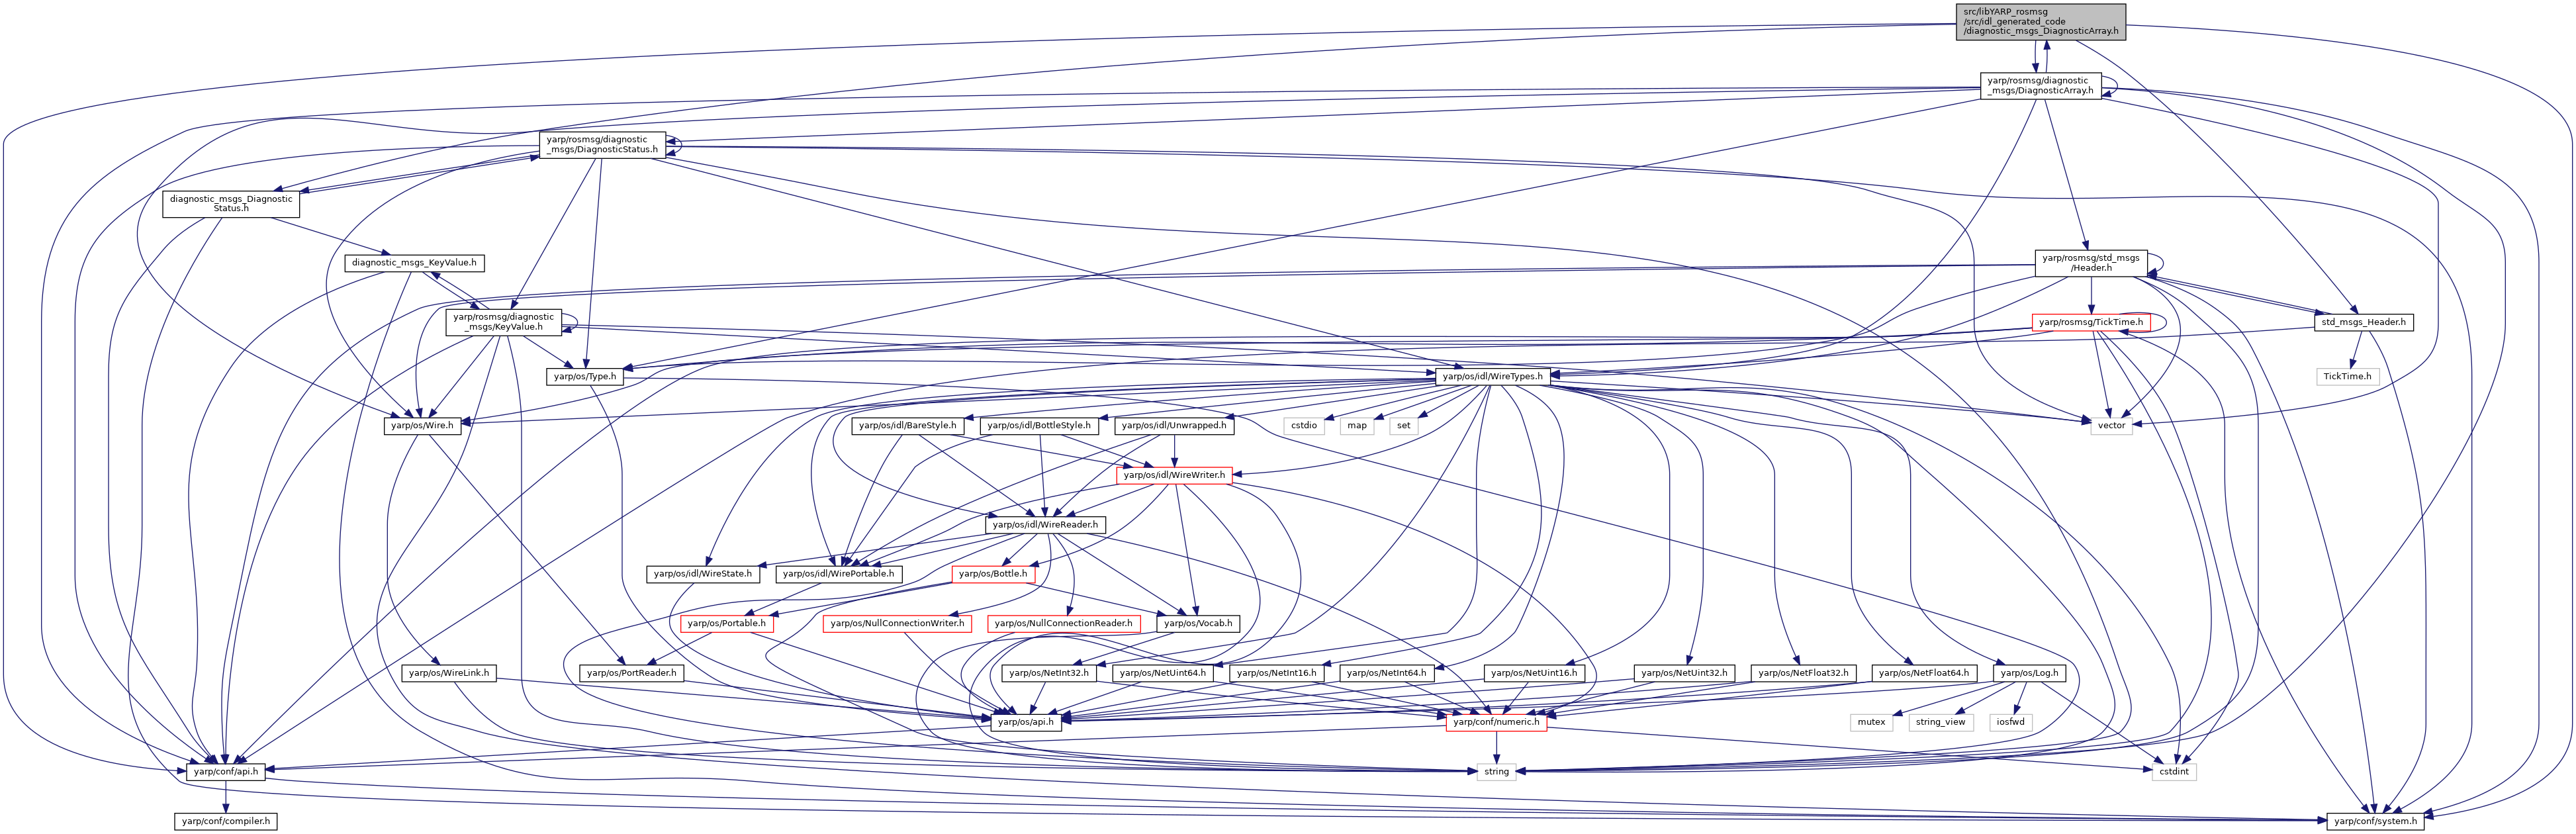 src/libYARP_rosmsg
/src/idl_generated_code
/diagnostic_msgs_DiagnosticArray.h
yarp/rosmsg/diagnostic
_msgs/DiagnosticArray.h
yarp/rosmsg/diagnostic
_msgs/DiagnosticStatus.h
diagnostic_msgs_Diagnostic
Status.h
diagnostic_msgs_KeyValue.h
yarp/rosmsg/std_msgs
/Header.h
yarp/rosmsg/diagnostic
_msgs/KeyValue.h
yarp/rosmsg/TickTime.h
std_msgs_Header.h
yarp/os/Type.h
yarp/os/idl/WireTypes.h
TickTime.h
yarp/os/Wire.h
yarp/os/idl/BareStyle.h
yarp/os/idl/BottleStyle.h
yarp/os/idl/Unwrapped.h
cstdio
map
set
vector
yarp/os/idl/WireWriter.h
yarp/os/idl/WireReader.h
yarp/os/idl/WireState.h
yarp/os/idl/WirePortable.h
yarp/os/Bottle.h
yarp/os/Portable.h
yarp/os/NullConnectionWriter.h
yarp/os/NullConnectionReader.h
yarp/os/Vocab.h
yarp/os/WireLink.h
yarp/os/PortReader.h
yarp/os/NetInt32.h
yarp/os/NetUint64.h
yarp/os/NetInt16.h
yarp/os/NetInt64.h
yarp/os/NetUint16.h
yarp/os/NetUint32.h
yarp/os/NetFloat32.h
yarp/os/NetFloat64.h
yarp/os/Log.h
yarp/os/api.h
yarp/conf/numeric.h
mutex
string_view
iosfwd
yarp/conf/api.h
string
cstdint
yarp/conf/compiler.h
yarp/conf/system.h